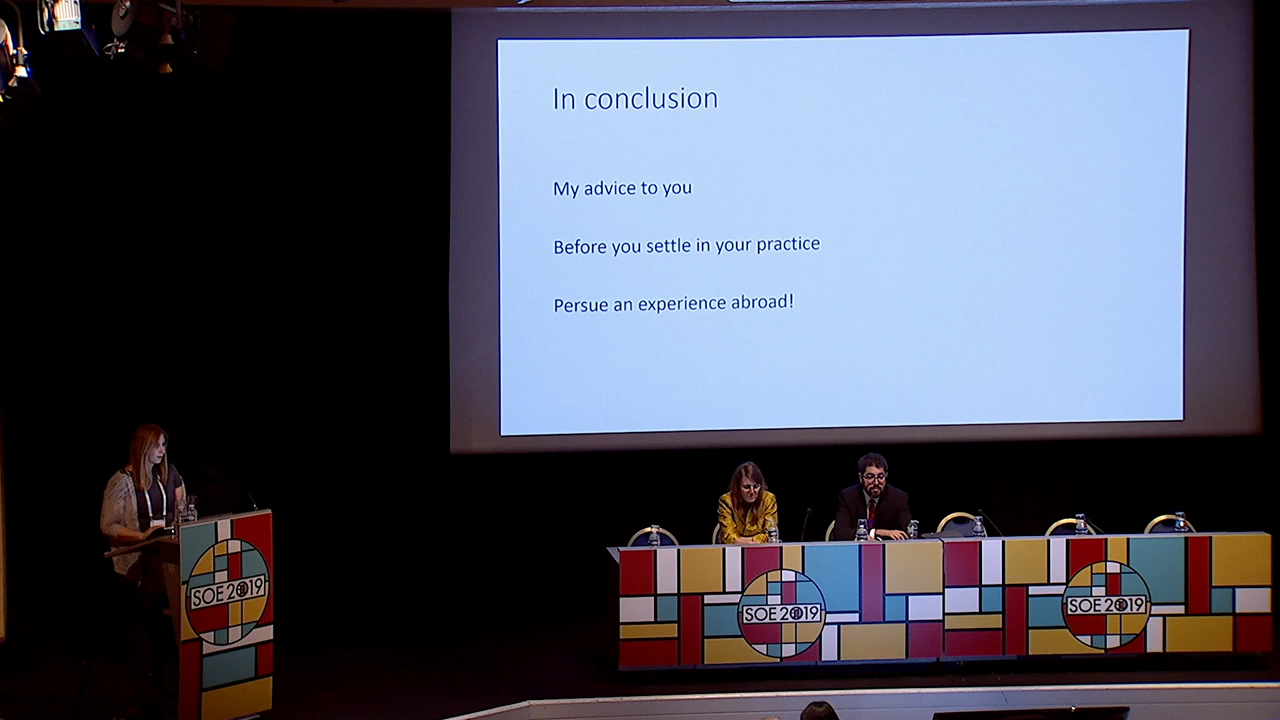 In conclusion
My advice to you
Before you settle in your practice
Persue an experience abroad!
SOE 2019
SOE 2019
SOE 2019